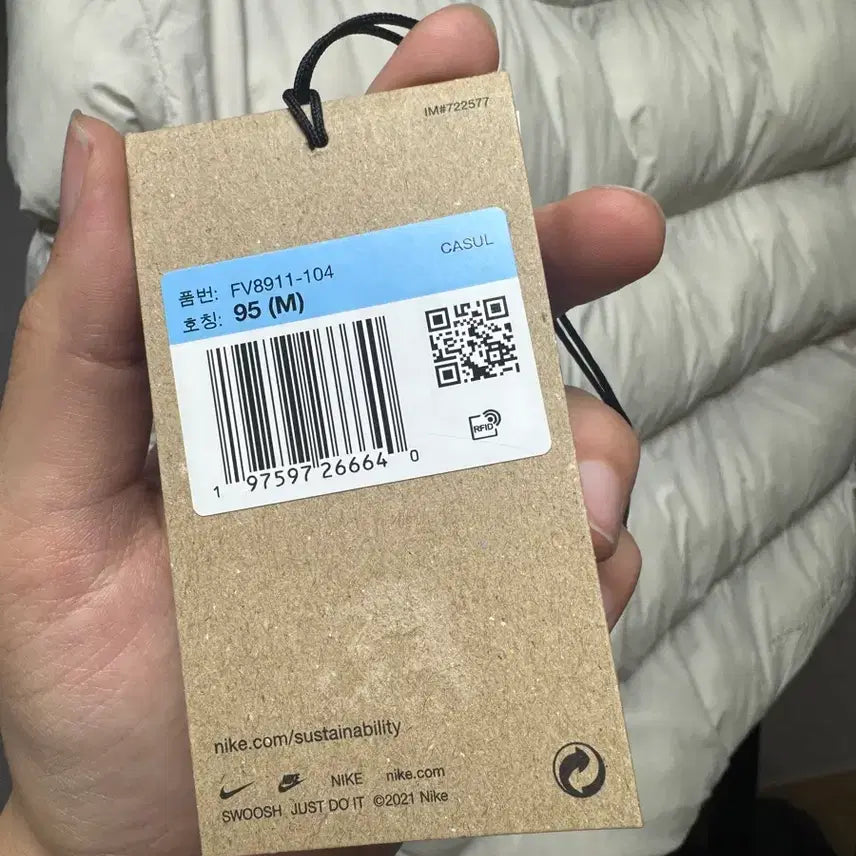 IM#722577
품번: FV8911-104
CASUL
호칭: 95 (M)
RFID
1 97597 26664 0
nike.com/sustainability
NIKE nike.com
SWOOSH JUST DO IT ©2021 Nike